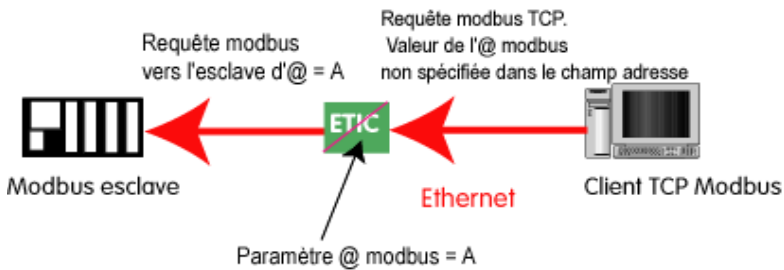 Requête modbus
vers l'esclave d'@ = A
Requête modbus TCP.
Valeur de l'@ modbus
non spécifiée dans le champ adresse
ETIC
Modbus esclave
Ethernet
Client TCP Modbus
Paramètre @ modbus = A